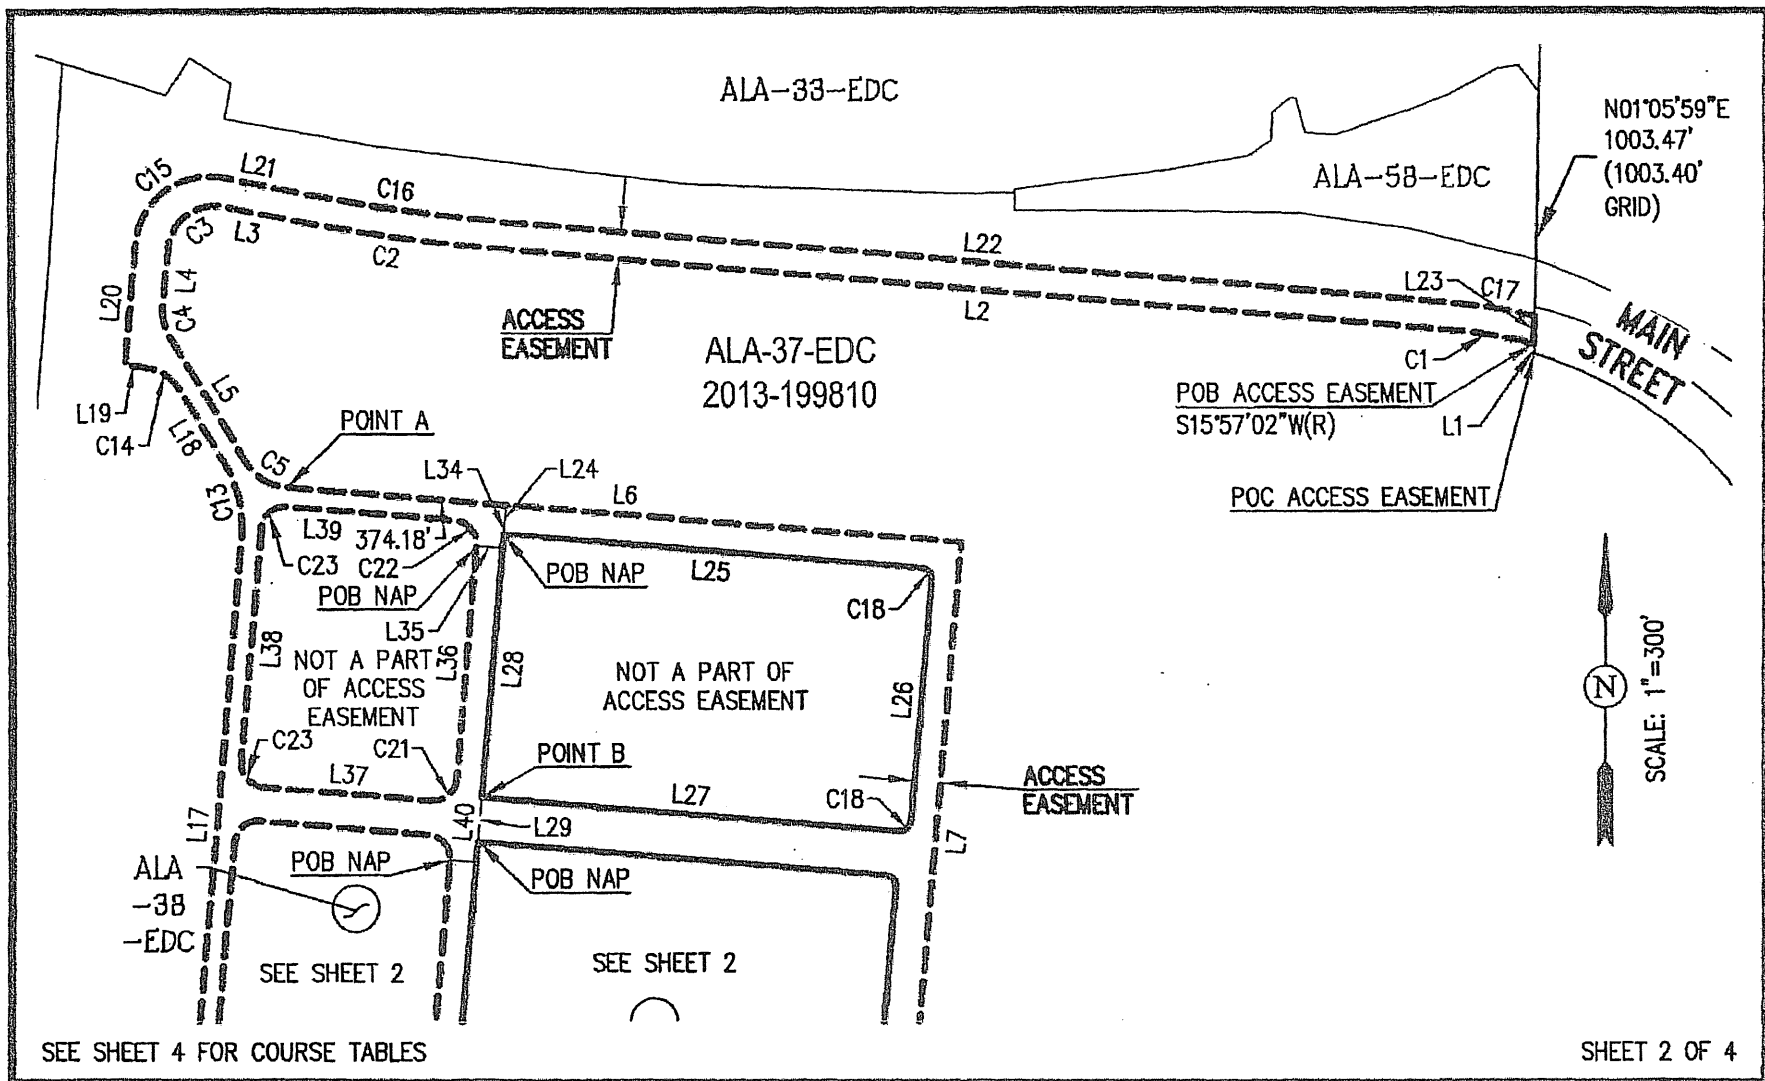 ALA-33-EDC
N01°05'59"E
1003.47'
(1003.40'
GRID)
ALA-58-EDC
C15
L21
C16
C3
L3
C2
L22
L23
C17
L4
L20
C4
L2
MAIN
STREET
ACCESS
EASEMENT
ALA-37-EDC
2013-199810
C1
POB ACCESS EASEMENT
S15°57'02"W(R)
L1
L19
C14
L5
L18
POINT A
C5
L34
L24
L6
POC ACCESS EASEMENT
C13
L39
374.18'
C23
C22
POB NAP
POB NAP
L25
C18
L35
L38
L36
L28
NOT A PART
OF ACCESS
EASEMENT
NOT A PART OF
ACCESS EASEMENT
L26
N
SCALE: 1"=300'
C23
C21
L37
POINT B
L27
C18
ACCESS
EASEMENT
L17
L40
L29
L7
ALA
-38
-EDC
POB NAP
POB NAP
SEE SHEET 2
SEE SHEET 2
SEE SHEET 4 FOR COURSE TABLES
SHEET 2 OF 4